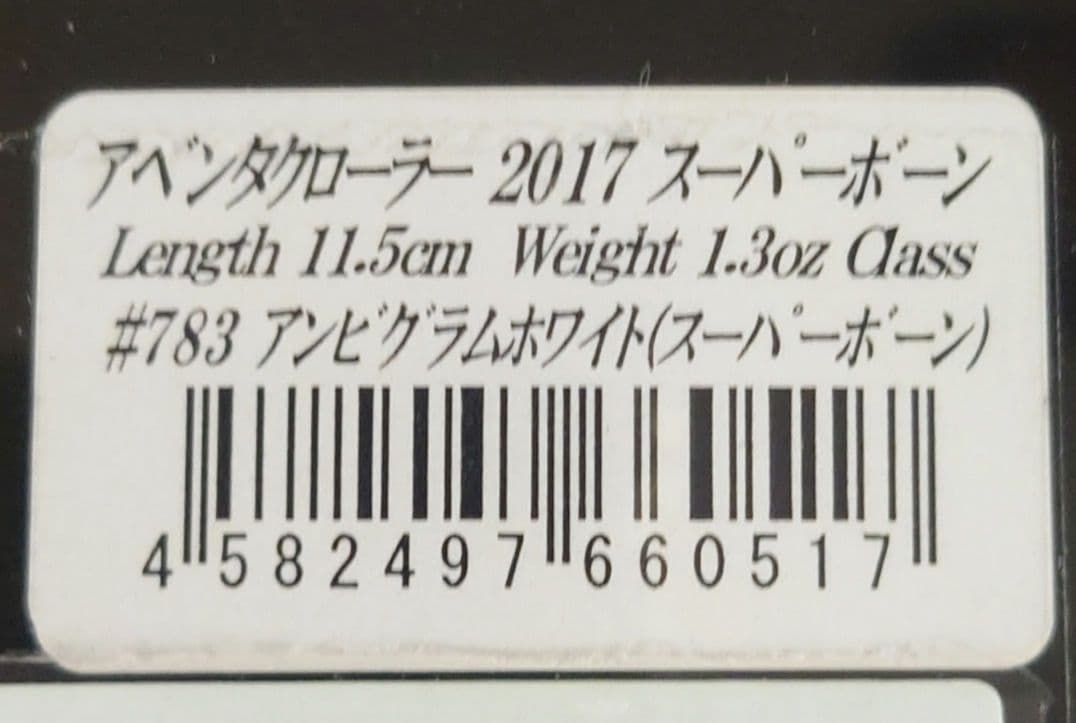 アベンタクローラー 2017 スーパーボーン
Length 11.5cm Weight 1.3oz Class
#783 アンビグラムホワイト(スーパーボーン)
4 582497 660517